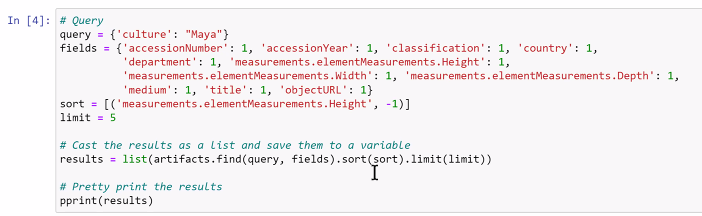 In [4]: # Query
query = {'culture': "Maya"}
fields = {'accessionNumber': 1, 'accessionYear': 1, 'classification': 1, 'country': 1,
'department': 1, 'measurements.elementMeasurements.Height': 1,
'measurements.elementMeasurements.Width': 1, 'measurements.elementMeasurements.Depth': 1,
'medium': 1, 'title': 1, 'objectURL': 1}
sort = [('measurements.elementMeasurements.Height', -1)]
limit = 5
# Cast the results as a list and save them to a variable
results = list(artifacts.find(query, fields).sort(sort).limit(limit))
# Pretty print the results
pprint(results)